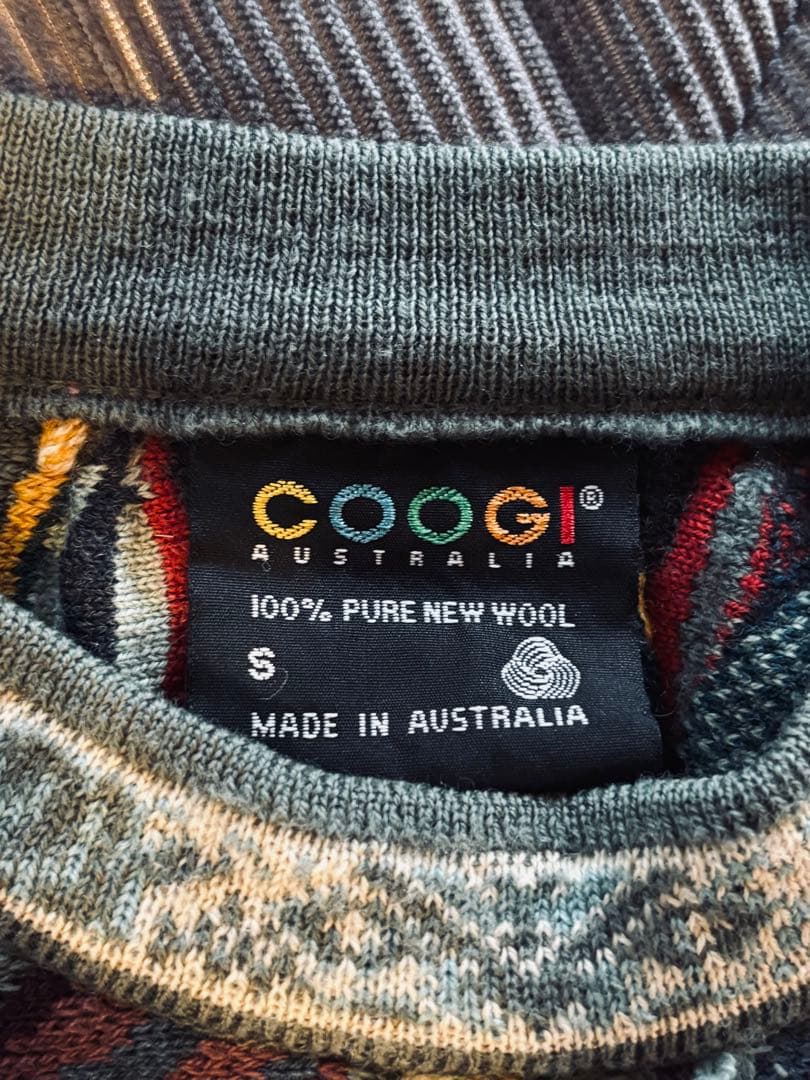 COOGI®
AUSTRALIA
100% PURE NEW WOOL
S
MADE IN AUSTRALIA